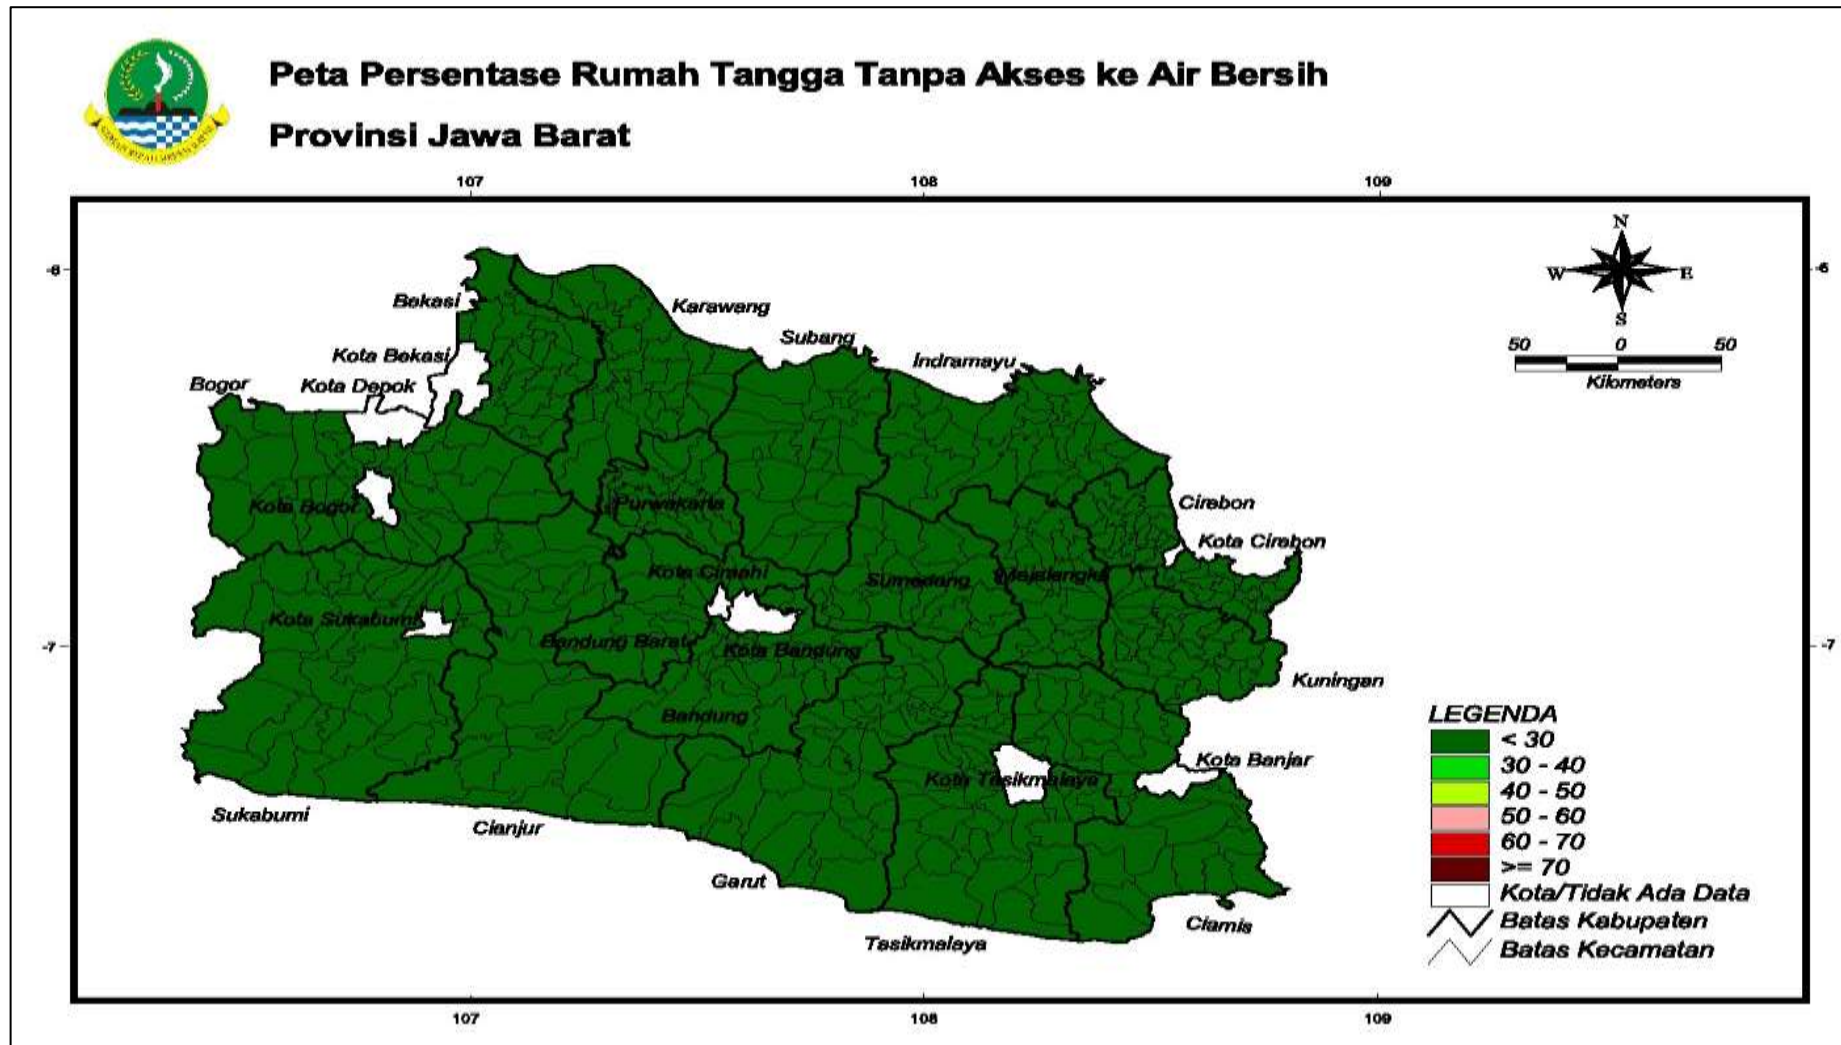 Peta Persentase Rumah Tangga Tanpa Akses ke Air Bersih
Provinsi Jawa Barat
107
108
109
-6
-6
N
W
E
S
50
0
50
Kilometers
Bekasi
Karawang
Subang
Kota Bekasi
Indramayu
Bogor
Kota Depok
Kota Bogor
Purwakarta
Cirebon
Kota Cirebon
Kota Cimahi
Sumedang
Majalengka
Kota Sukabumi
Bandung Barat
Kota Bandung
-7
-7
Kuningan
Bandung
Kota Banjar
Kota Tasikmalaya
Sukabumi
Cianjur
Garut
Ciamis
Tasikmalaya
LEGENDA
< 30
30 - 40
40 - 50
50 - 60
60 - 70
>= 70
Kota/Tidak Ada Data
Batas Kabupaten
Batas Kecamatan
107
108
109